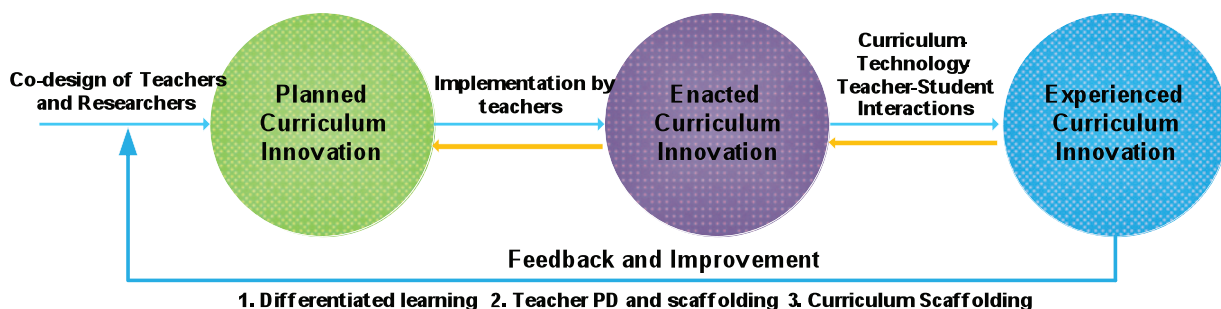 Co-design of Teachers
and Researchers
Planned
Curriculum
Innovation
Implementation by
teachers
Enacted
Curriculum
Innovation
Curriculum-
Technology
Teacher-Student
Interactions
Experienced
Curriculum
Innovation
Feedback and Improvement
1. Differentiated learning 2. Teacher PD and scaffolding 3. Curriculum Scaffolding